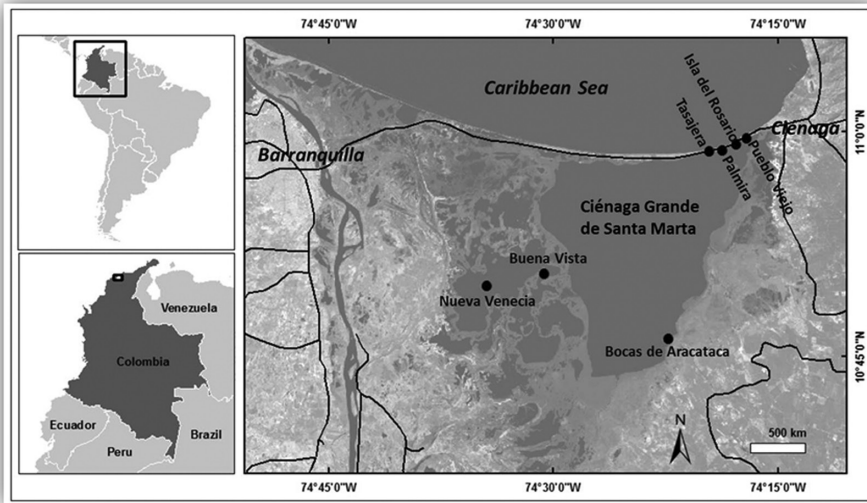 74°45'0"W
74°30'0"W
74°15'0"W
Caribbean Sea
Isla del Rosario
Tasajera
Palmira
Pueblo Viejo
Ciénaga
11°0'0"N
Barranquilla
Ciénaga Grande
de Santa Marta
Buena Vista
Nueva Venecia
Bocas de Aracataca
10°45'0"N
Venezuela
Colombia
Ecuador
Peru
Brazil
N
500 km
74°45'0"W
74°30'0"W
74°15'0"W